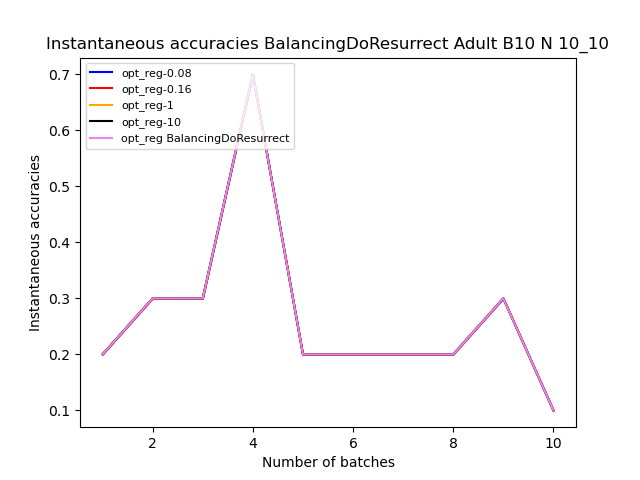 Instantaneous accuracies BalancingDoResurrect Adult B10 N 10_10
opt_reg-0.08
opt_reg-0.16
opt_reg-1
opt_reg-10
opt_reg BalancingDoResurrect
Instantaneous accuracies
0.7
0.6
0.5
0.4
0.3
0.2
0.1
2 4 6 8 10
Number of batches